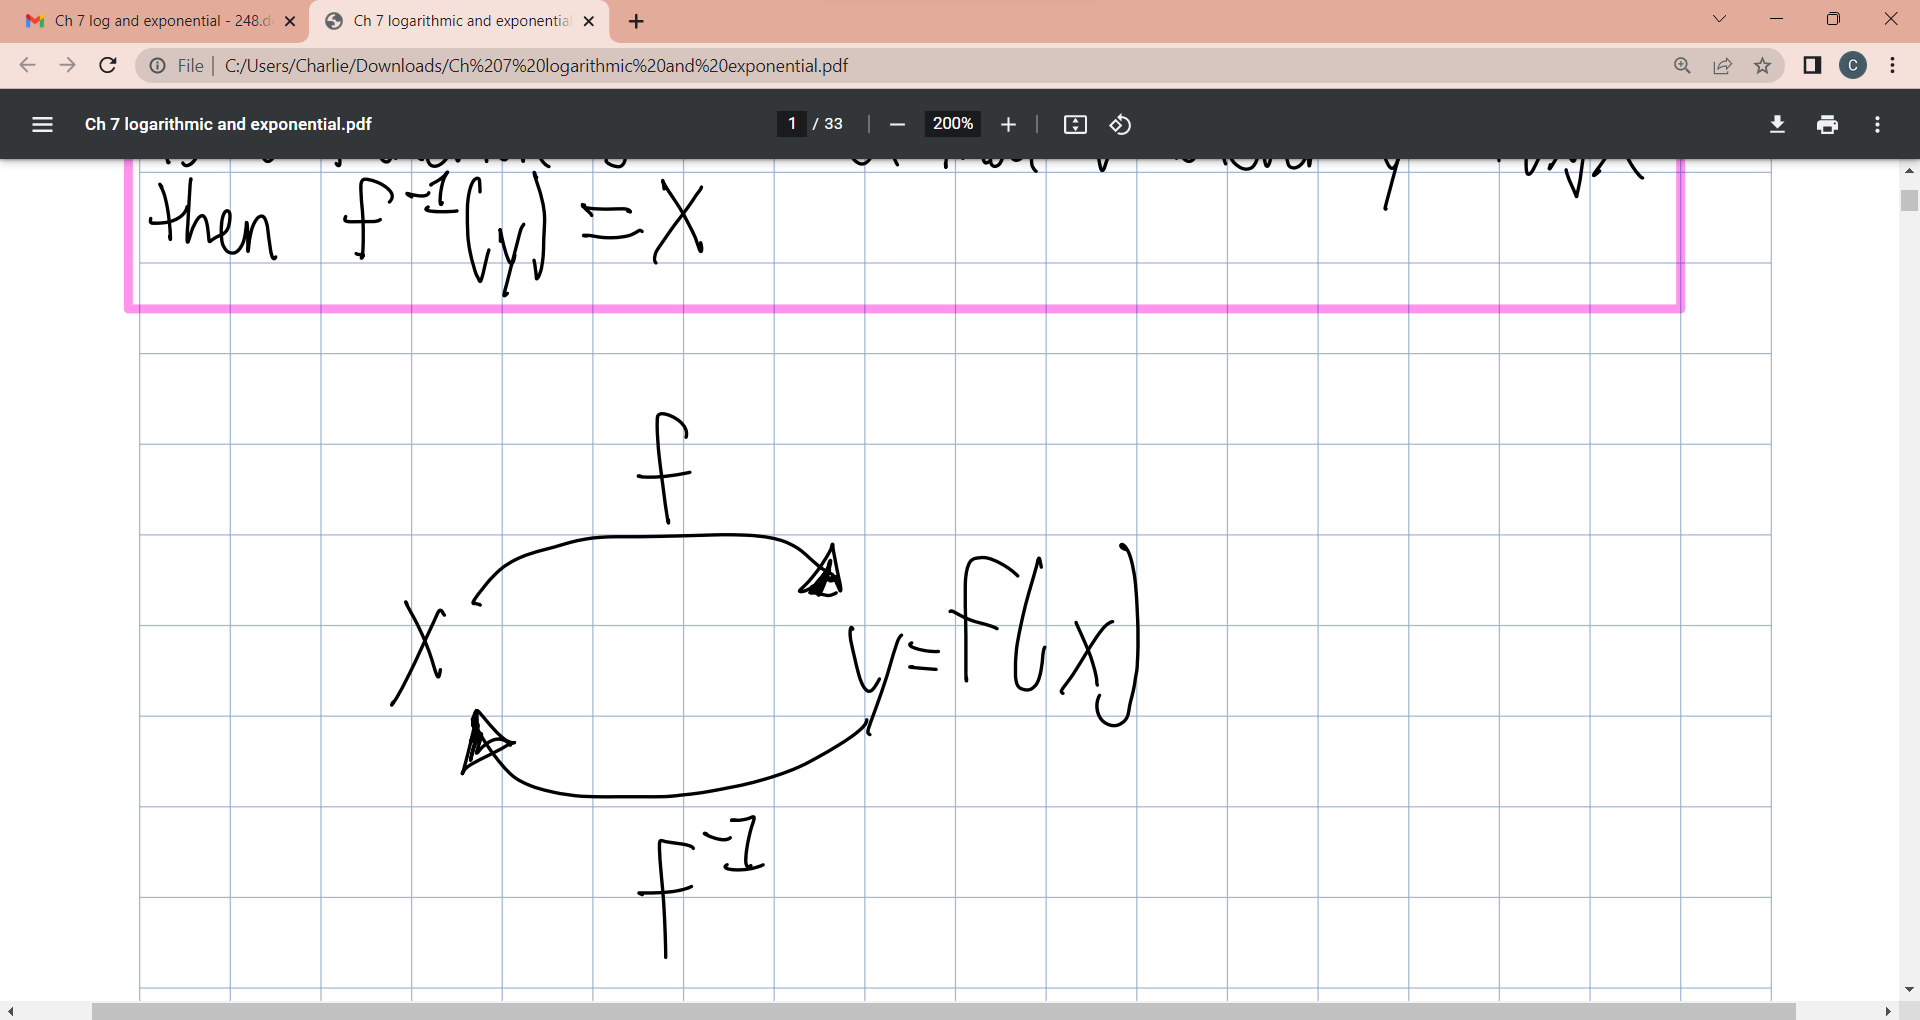 Ch 7 log and exponential - 248.d
Ch 7 logarithmic and exponential
File | C:/Users/Charlie/Downloads/Ch%207%20logarithmic%20and%20exponential.pdf
C
Ch 7 logarithmic and exponential.pdf
1 / 33
200%
then f⁻¹(y) = x
f
x
y = f(x)
f⁻¹